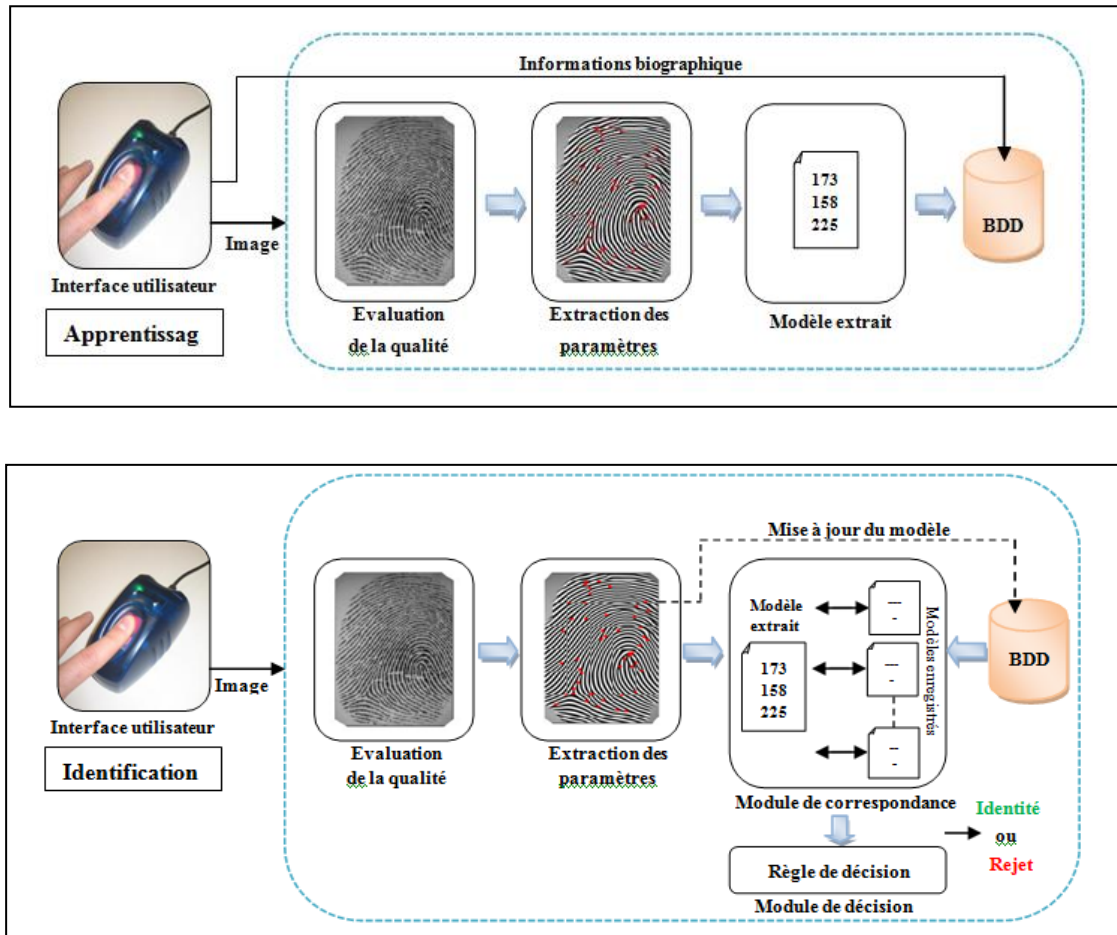 Informations biographique
Image
Interface utilisateur
Apprentissag
Evaluation
de la qualité
Extraction des
paramètres
173
158
225
Modèle extrait
BDD
Mise à jour du modèle
Image
Interface utilisateur
Identification
Evaluation
de la qualité
Extraction des
paramètres
Modèle
extrait
173
158
225
---
-
---
-
---
-
Modèles enregistrés
BDD
Module de correspondance
Règle de décision
Module de décision
Identité
ou
Rejet